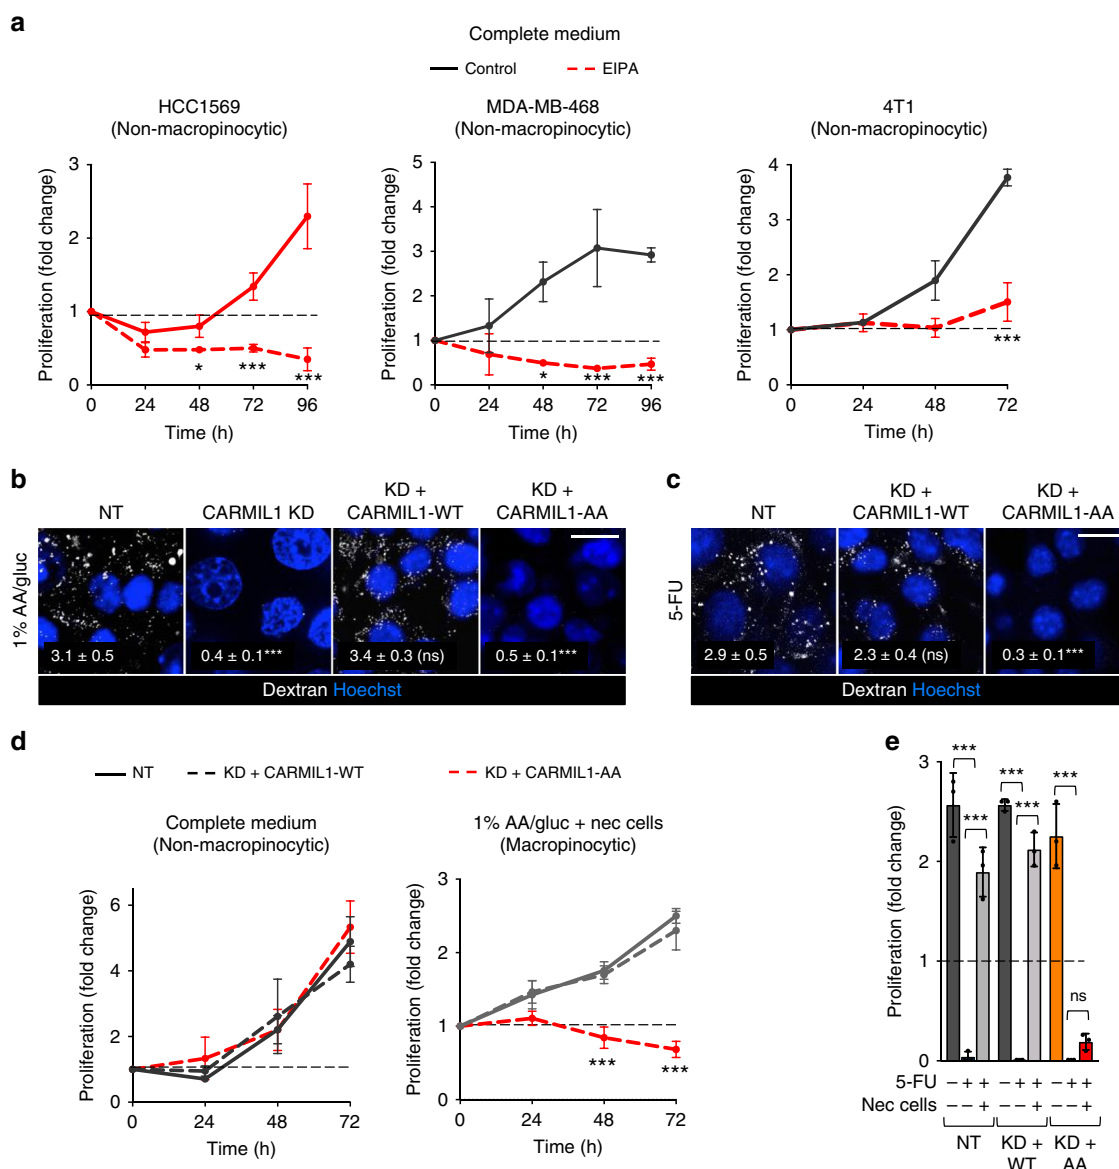 a
Complete medium
Control EIPA
HCC1569
(Non-macropinocytic)
MDA-MB-468
(Non-macropinocytic)
4T1
(Non-macropinocytic)
Proliferation (fold change)
3
2
1
0
* *** ***
0 24 48 72 96
Time (h)
Proliferation (fold change)
5
4
3
2
1
0
* *** ***
0 24 48 72 96
Time (h)
Proliferation (fold change)
4
3
2
1
0
***
0 24 48 72
Time (h)
b
NT
CARMIL1 KD
KD +
CARMIL1-WT
KD +
CARMIL1-AA
1% AA/gluc
3.1 ± 0.5
0.4 ± 0.1***
3.4 ± 0.3 (ns)
0.5 ± 0.1***
Dextran Hoechst
c
NT
KD +
CARMIL1-WT
KD +
CARMIL1-AA
5-FU
2.9 ± 0.5
2.3 ± 0.4 (ns)
0.3 ± 0.1***
Dextran Hoechst
d
NT KD + CARMIL1-WT KD + CARMIL1-AA
Complete medium
(Non-macropinocytic)
Proliferation (fold change)
6
4
2
0
0 24 48 72
Time (h)
1% AA/gluc + nec cells
(Macropinocytic)
Proliferation (fold change)
3
2
1
0
*** ***
0 24 48 72
Time (h)
e
Proliferation (fold change)
3
2
1
0
*** *** ***
*** ***
ns
5-FU − + + − + + − + +
Nec cells − − + − − + − − +
NT
KD +
WT
KD +
AA